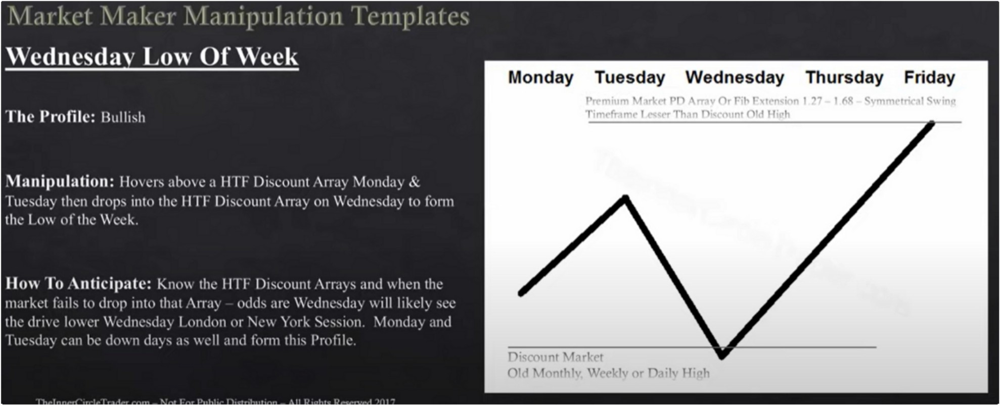 Market Maker Manipulation Templates
Wednesday Low Of Week
The Profile: Bullish
Manipulation: Hovers above a HTF Discount Array Monday &
Tuesday then drops into the HTF Discount Array on Wednesday to form
the Low of the Week.
How To Anticipate: Know the HTF Discount Arrays and when the
market fails to drop into that Array – odds are Wednesday will likely see
the drive lower Wednesday London or New York Session. Monday and
Tuesday can be down days as well and form this Profile.
TheInnerCircleTrader.com – Not For Public Distribution – All Rights Reserved 2017
Monday Tuesday Wednesday Thursday Friday
Premium Market PD Array Or Fib Extension 1.27 – 1.68 – Symmetrical Swing
Timeframe Lesser Than Discount Old High
Discount Market
Old Monthly, Weekly or Daily High